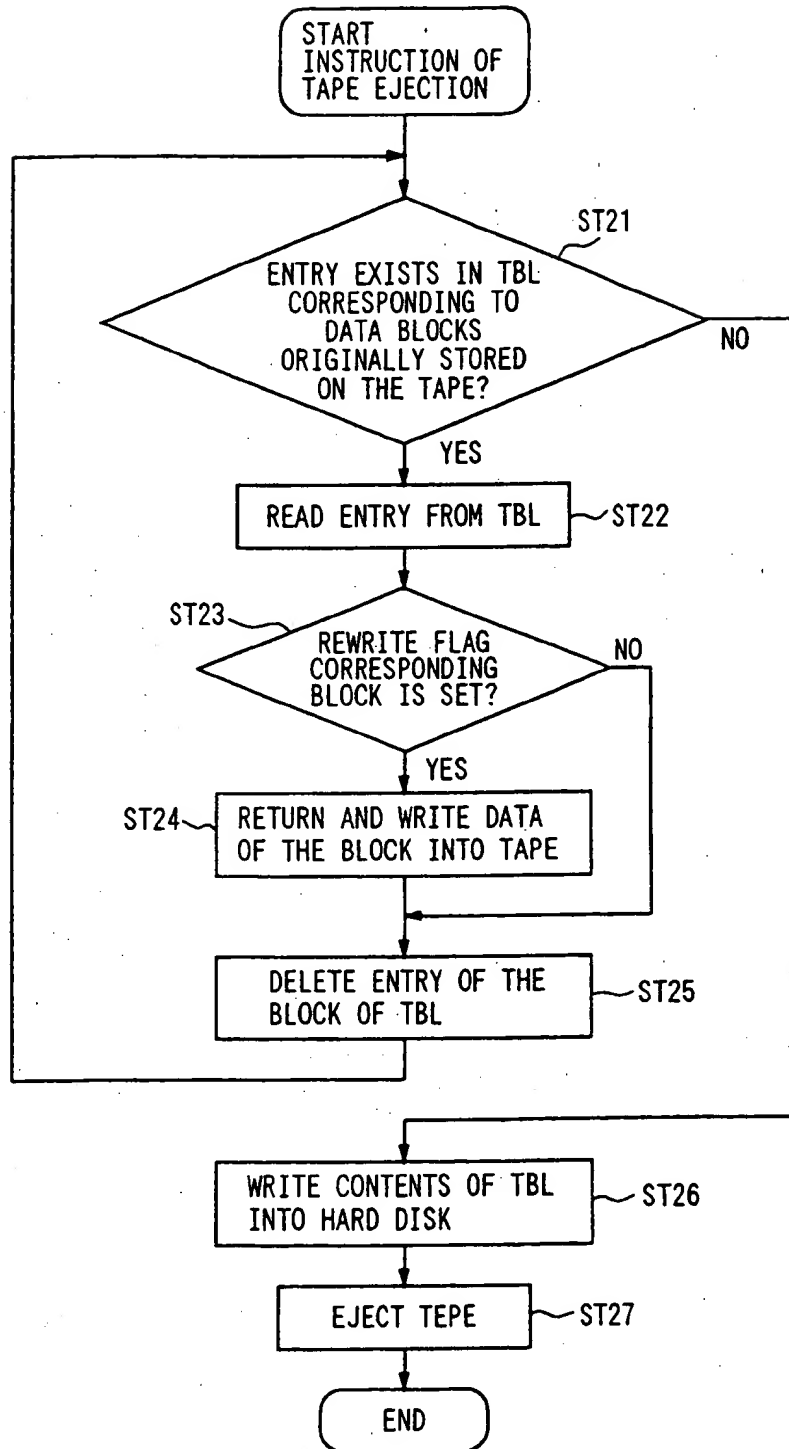 START
INSTRUCTION OF
TAPE EJECTION
ST21
ENTRY EXISTS IN TBL
CORRESPONDING TO
DATA BLOCKS
ORIGINALLY STORED
ON THE TAPE?
NO
YES
READ ENTRY FROM TBL
ST22
ST23
REWRITE FLAG
CORRESPONDING
BLOCK IS SET?
NO
YES
ST24
RETURN AND WRITE DATA
OF THE BLOCK INTO TAPE
DELETE ENTRY OF THE
BLOCK OF TBL
ST25
WRITE CONTENTS OF TBL
INTO HARD DISK
ST26
EJECT TEPE
ST27
END